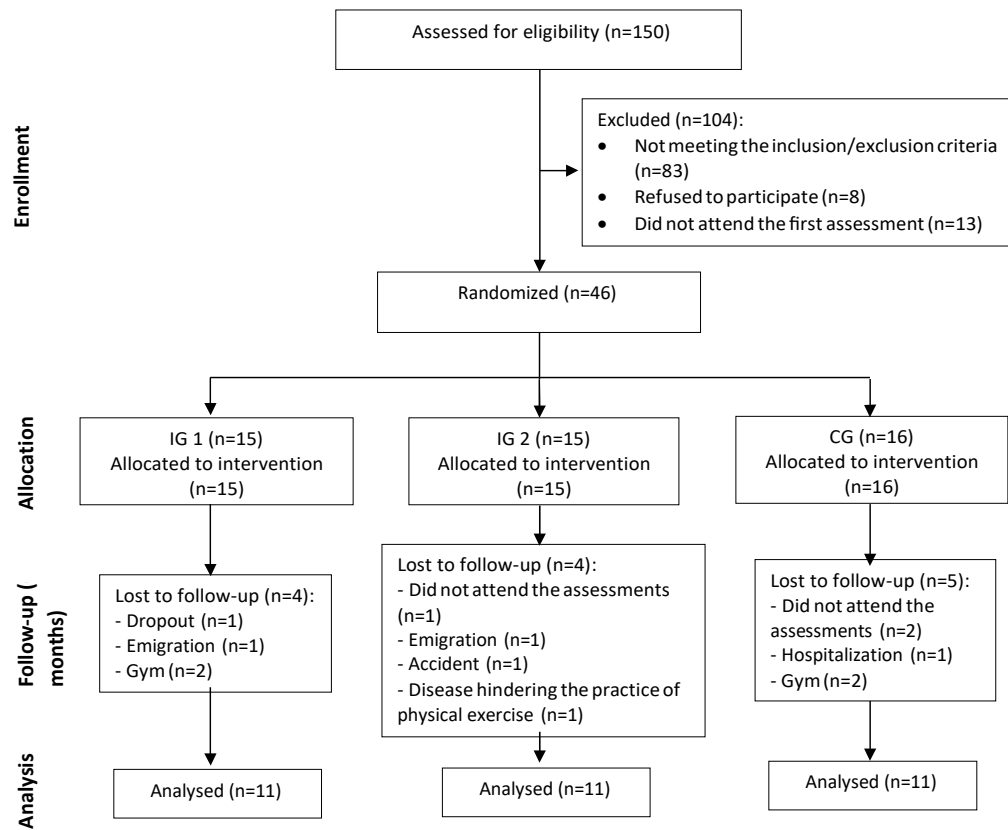 Assessed for eligibility (n=150)
Enrollment
Excluded (n=104):
• Not meeting the inclusion/exclusion criteria
(n=83)
• Refused to participate (n=8)
• Did not attend the first assessment (n=13)
Randomized (n=46)
Allocation
IG 1 (n=15)
Allocated to intervention
(n=15)
IG 2 (n=15)
Allocated to intervention
(n=15)
CG (n=16)
Allocated to intervention
(n=16)
Follow-up (
months)
Lost to follow-up (n=4):
- Dropout (n=1)
- Emigration (n=1)
- Gym (n=2)
Lost to follow-up (n=4):
- Did not attend the assessments
(n=1)
- Emigration (n=1)
- Accident (n=1)
- Disease hindering the practice of
physical exercise (n=1)
Lost to follow-up (n=5):
- Did not attend the
assessments (n=2)
- Hospitalization (n=1)
- Gym (n=2)
Analysis
Analysed (n=11)
Analysed (n=11)
Analysed (n=11)